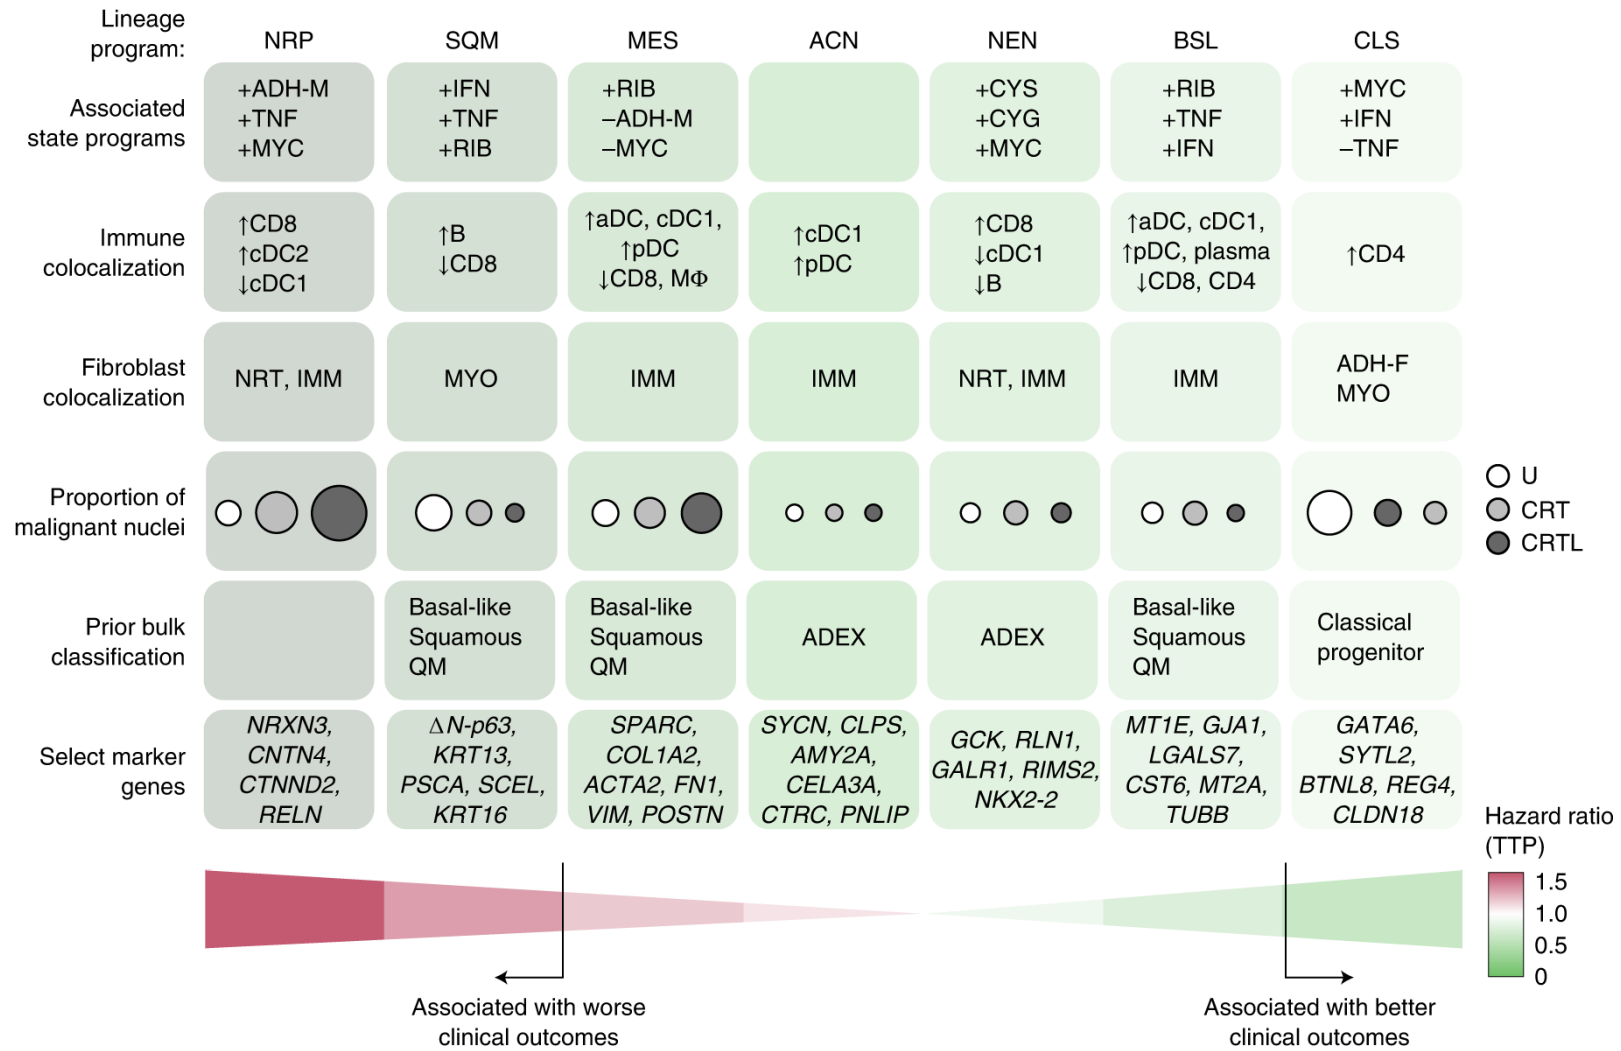 Lineage
program:
NRP
SQM
MES
ACN
NEN
BSL
CLS
Associated
state programs
+ADH-M
+TNF
+MYC
+IFN
+TNF
+RIB
+RIB
–ADH-M
–MYC
+CYS
+CYG
+MYC
+RIB
+TNF
+IFN
+MYC
+IFN
–TNF
Immune
colocalization
↑CD8
↑cDC2
↓cDC1
↑B
↓CD8
↑aDC, cDC1,
↑pDC
↓CD8, MΦ
↑cDC1
↑pDC
↑CD8
↓cDC1
↓B
↑aDC, cDC1,
↑pDC, plasma
↓CD8, CD4
↑CD4
Fibroblast
colocalization
NRT, IMM
MYO
IMM
IMM
NRT, IMM
IMM
ADH-F
MYO
Proportion of
malignant nuclei
U
CRT
CRTL
Prior bulk
classification
Basal-like
Squamous
QM
Basal-like
Squamous
QM
ADEX
ADEX
Basal-like
Squamous
QM
Classical
progenitor
Select marker
genes
NRXN3,
CNTN4,
CTNND2,
RELN
ΔN-p63,
KRT13,
PSCA, SCEL,
KRT16
SPARC,
COL1A2,
ACTA2, FN1,
VIM, POSTN
SYCN, CLPS,
AMY2A,
CELA3A,
CTRC, PNLIP
GCK, RLN1,
GALR1, RIMS2,
NKX2-2
MT1E, GJA1,
LGALS7,
CST6, MT2A,
TUBB
GATA6,
SYTL2,
BTNL8, REG4,
CLDN18
Hazard ratio
(TTP)
1.5
1.0
0.5
0
Associated with worse
clinical outcomes
Associated with better
clinical outcomes